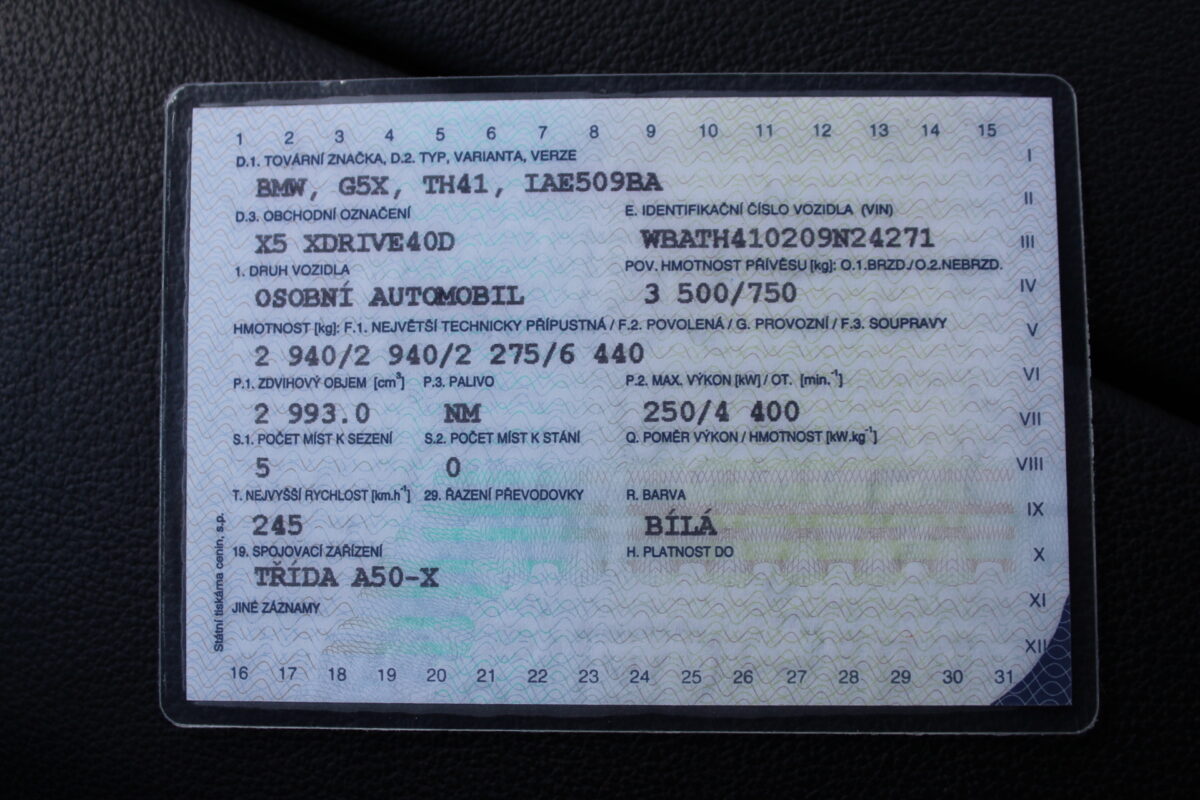 1 2 3 4 5 6 7 8 9 10 11 12 13 14 15
D.1. TOVÁRNÍ ZNAČKA, D.2. TYP, VARIANTA, VERZE
I
BMW, G5X, TH41, IAE509BA
II
D.3. OBCHODNÍ OZNAČENÍ E. IDENTIFIKAČNÍ ČÍSLO VOZIDLA (VIN)
X5 XDRIVE40D WBATH410209N24271 III
1. DRUH VOZIDLA POV. HMOTNOST PŘÍVĚSU [kg]: O.1.BRZD./O.2.NEBRZD.
OSOBNÍ AUTOMOBIL 3 500/750 IV
HMOTNOST [kg]: F.1. NEJVĚTŠÍ TECHNICKY PŘÍPUSTNÁ / F.2. POVOLENÁ / G. PROVOZNÍ / F.3. SOUPRAVY V
2 940/2 940/2 275/6 440
P.1. ZDVIHOVÝ OBJEM [cm³] P.3. PALIVO P.2. MAX. VÝKON [kW] / OT. [min.⁻¹] VI
2 993.0 NM 250/4 400 VII
S.1. POČET MÍST K SEZENÍ S.2. POČET MÍST K STÁNÍ Q. POMĚR VÝKON / HMOTNOST [kW.kg⁻¹]
5 0 VIII
T. NEJVYŠŠÍ RYCHLOST [km.h⁻¹] 29. ŘAZENÍ PŘEVODOVKY R. BARVA
IX
245 BÍLÁ
19. SPOJOVACÍ ZAŘÍZENÍ H. PLATNOST DO X
TŘÍDA A50-X
JINÉ ZÁZNAMY XI
XII
16 17 18 19 20 21 22 23 24 25 26 27 28 29 30 31
Státní tiskárna cenin, s.p.